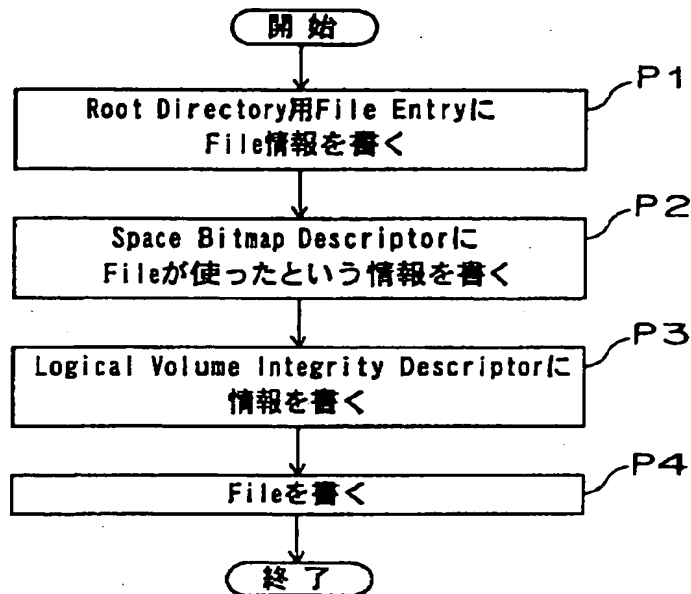 開始
P1
Root Directory用File Entryに
File情報を書く
P2
Space Bitmap Descriptorに
Fileが使ったという情報を書く
P3
Logical Volume Integrity Descriptorに
情報を書く
P4
Fileを書く
終了